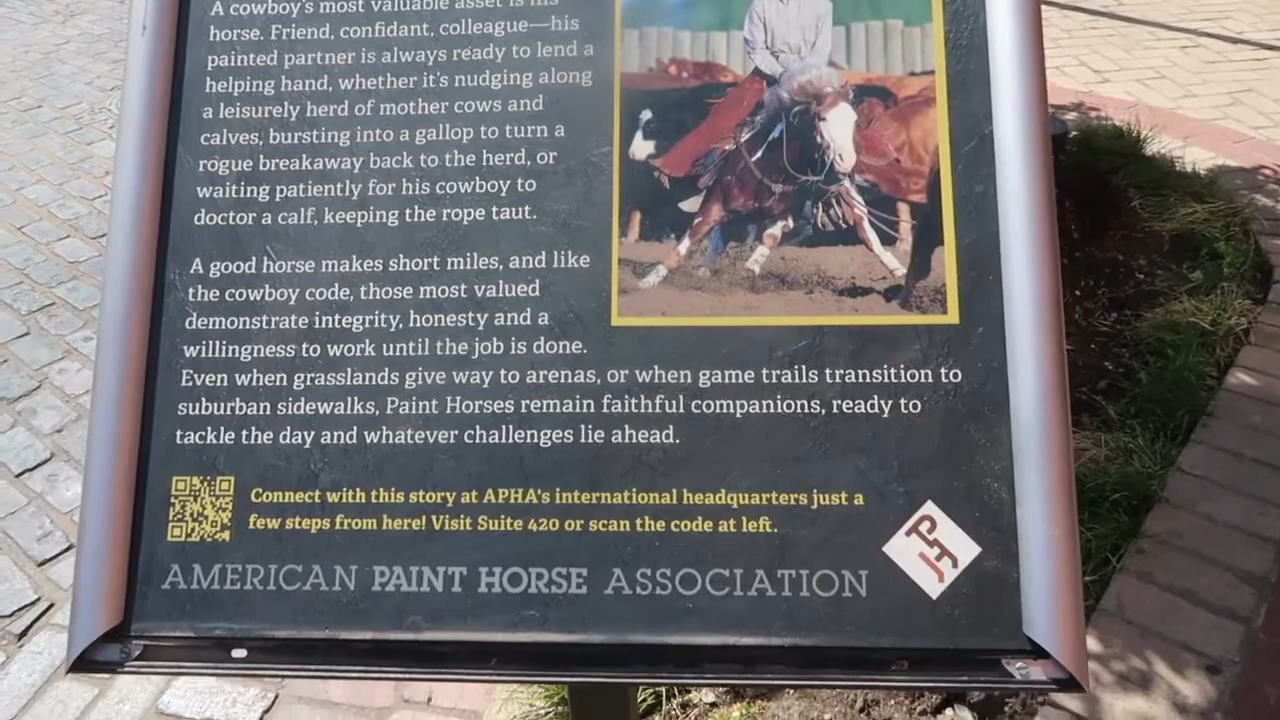 A cowboy's most valuable asset is his
horse. Friend, confidant, colleague—his
painted partner is always ready to lend a
helping hand, whether it's nudging along
a leisurely herd of mother cows and
calves, bursting into a gallop to turn a
rogue breakaway back to the herd, or
waiting patiently for his cowboy to
doctor a calf, keeping the rope taut.
A good horse makes short miles, and like
the cowboy code, those most valued
demonstrate integrity, honesty and a
willingness to work until the job is done.
Even when grasslands give way to arenas, or when game trails transition to
suburban sidewalks, Paint Horses remain faithful companions, ready to
tackle the day and whatever challenges lie ahead.
Connect with this story at APHA's international headquarters just a
few steps from here! Visit Suite 420 or scan the code at left.
AMERICAN PAINT HORSE ASSOCIATION